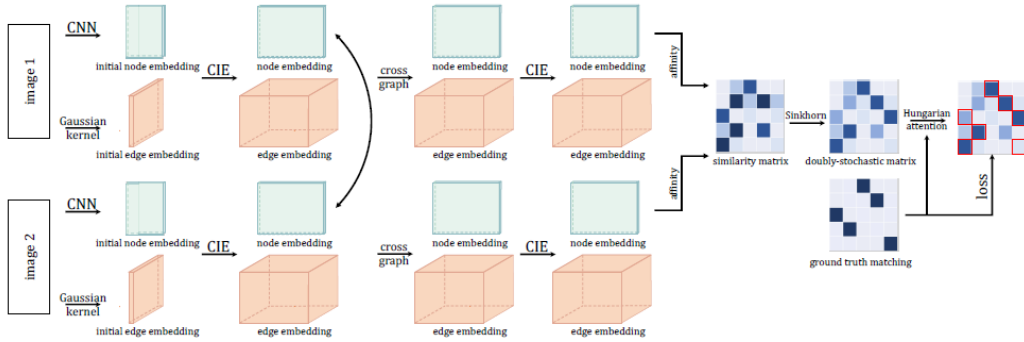 image 1
CNN
initial node embedding
Gaussian
kernel
initial edge embedding
CIE
node embedding
edge embedding
cross
graph
node embedding
edge embedding
CIE
node embedding
edge embedding
affinity
image 2
CNN
initial node embedding
Gaussian
kernel
initial edge embedding
CIE
node embedding
edge embedding
cross
graph
node embedding
edge embedding
CIE
node embedding
edge embedding
affinity
similarity matrix
Sinkhorn
doubly-stochastic matrix
Hungarian
attention
loss
ground truth matching